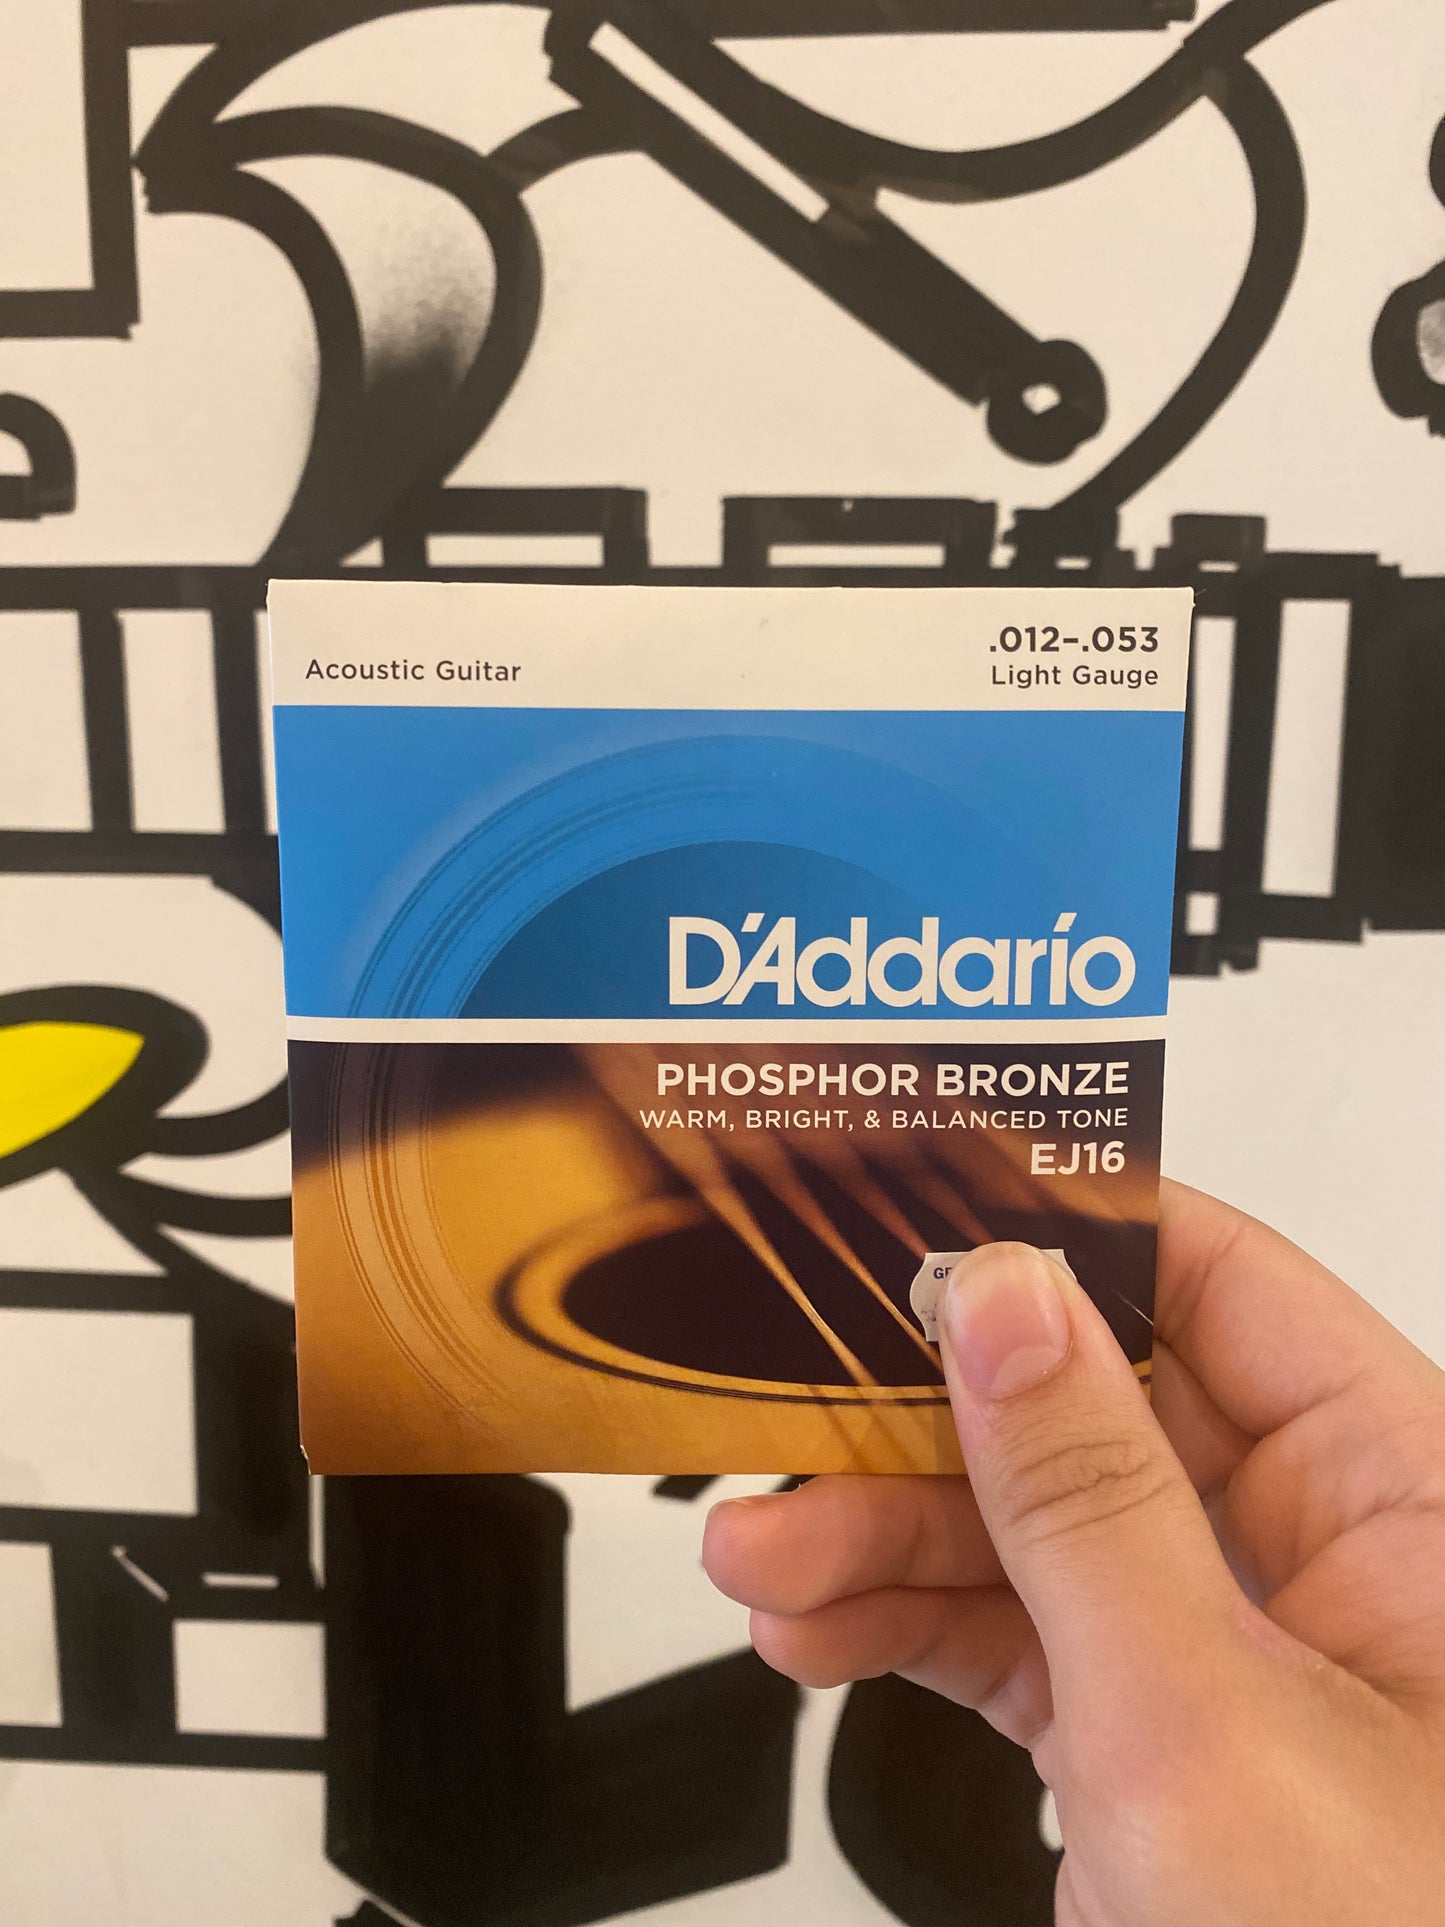 .012–.053
Acoustic Guitar
Light Gauge
D'Addario
PHOSPHOR BRONZE
WARM, BRIGHT, & BALANCED TONE
EJ16